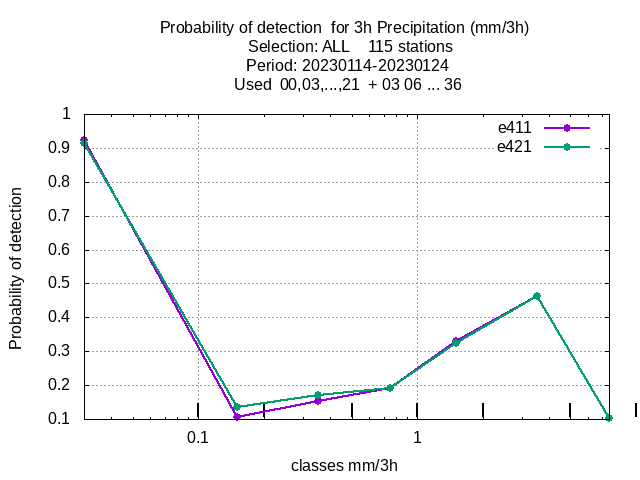 Probability of detection  for 3h Precipitation (mm/3h)
Selection: ALL    115 stations
Period: 20230114-20230124
Used  00,03,...,21  + 03 06 ... 36
e411
e421
1
0.9
0.8
0.7
0.6
0.5
0.4
0.3
0.2
0.1
Probability of detection
0.1
1
classes mm/3h